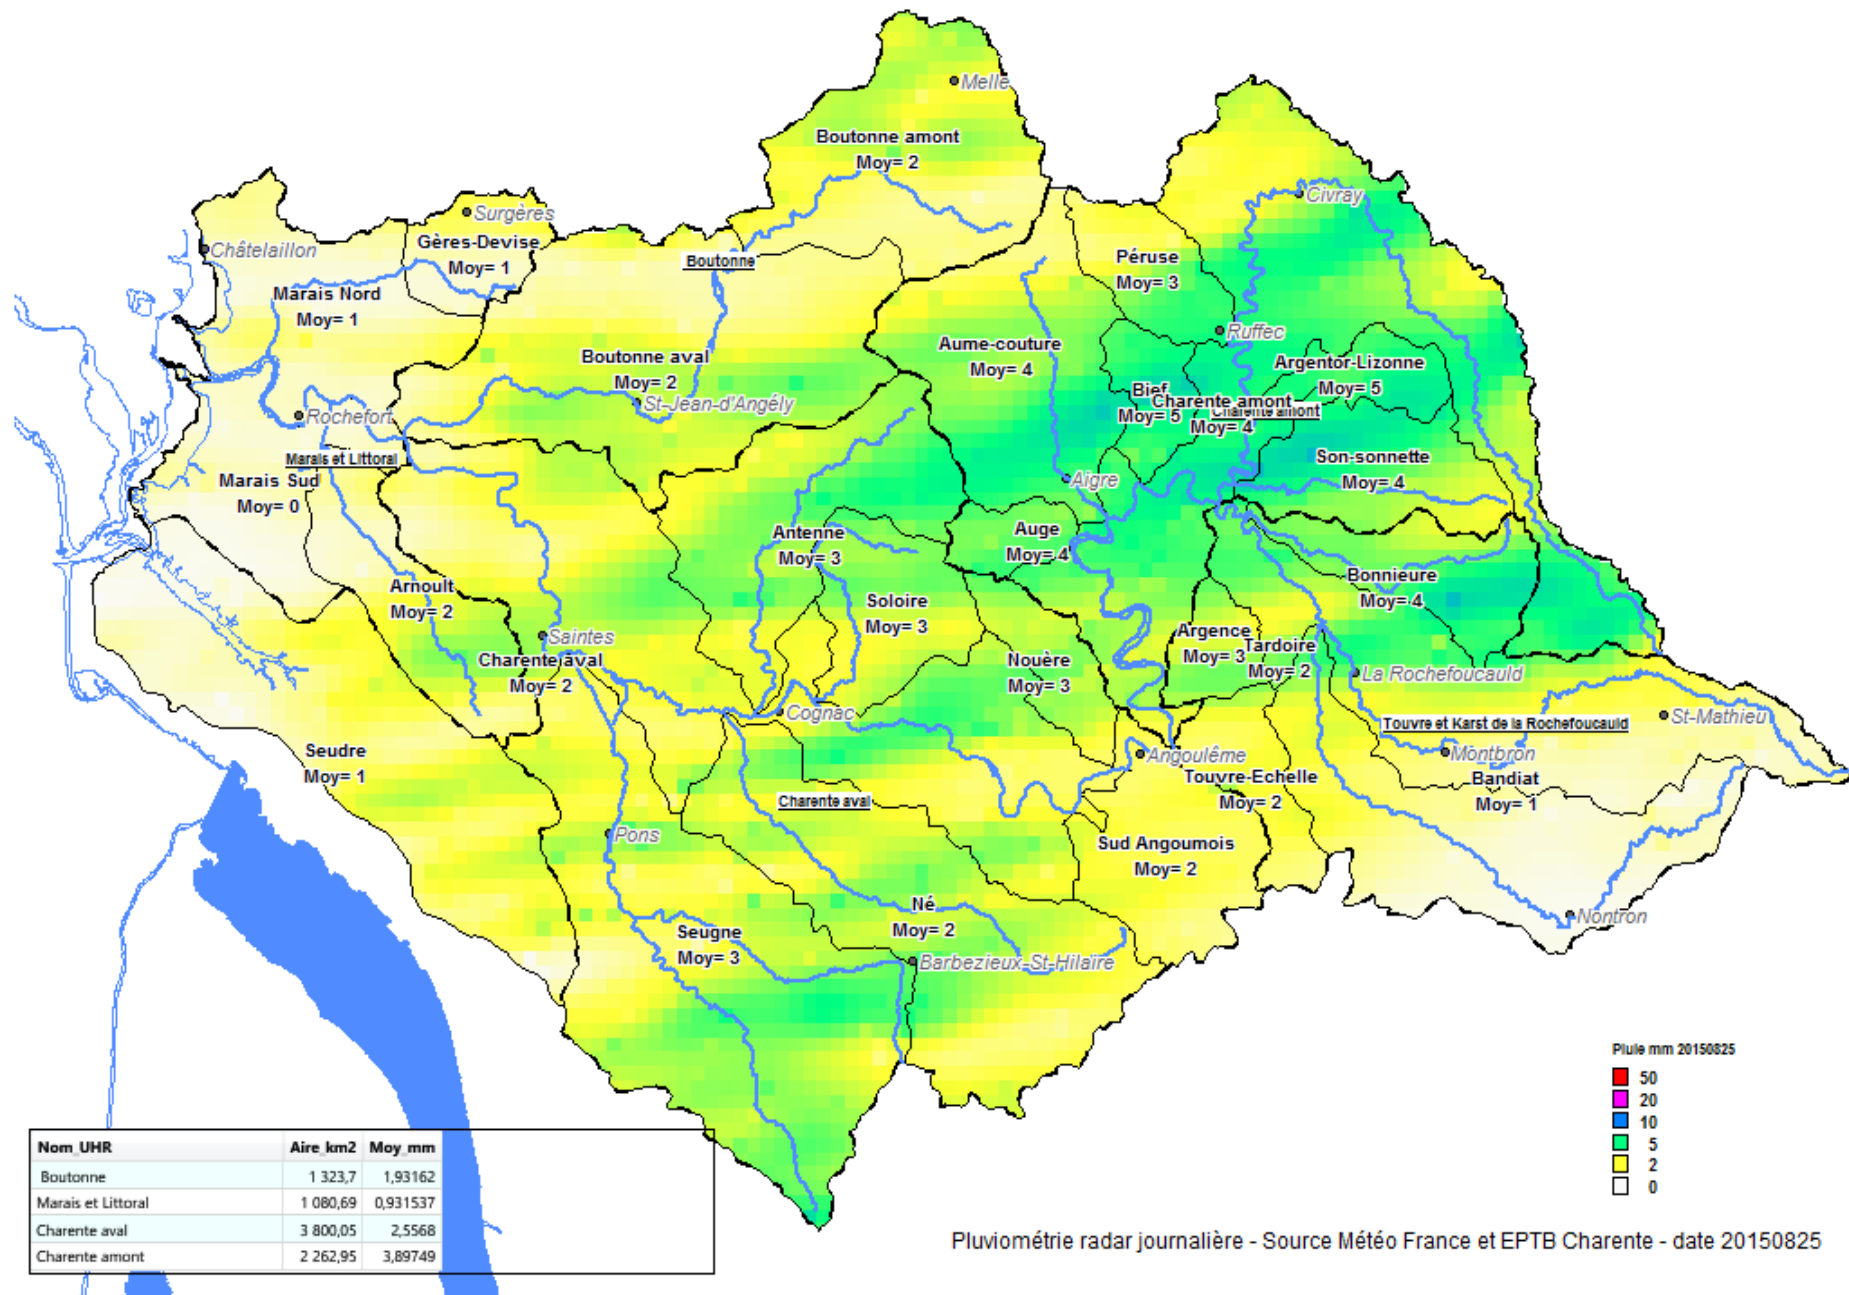 Melle
Boutonne amont
Moy= 2
Civray
Surgères
Châtelaillon
Gères-Devise
Moy= 1
Boutonne
Péruse
Moy= 3
Marais Nord
Moy= 1
Ruffec
Boutonne aval
Moy= 2
Aume-couture
Moy= 4
Argentor-Lizonne
Moy= 5
Bief
Moy= 5
Charente amont
Moy= 4
Charente amont
St-Jean-d'Angély
Rochefort
Marais et Littoral
Marais Sud
Moy= 0
Son-sonnette
Moy= 4
Aigre
Antenne
Moy= 3
Auge
Moy= 4
Arnoult
Moy= 2
Soloire
Moy= 3
Bonnieure
Moy= 4
Saintes
Charente aval
Moy= 2
Argence
Moy= 3
Tardoire
Moy= 2
Nouère
Moy= 3
La Rochefoucauld
Cognac
St-Mathieu
Touvre et Karst de la Rochefoucauld
Seudre
Moy= 1
Angoulême
Montbron
Touvre-Echelle
Moy= 2
Bandiat
Moy= 1
Charente aval
Pons
Sud Angoumois
Moy= 2
Né
Moy= 2
Nontron
Seugne
Moy= 3
Barbezieux-St-Hilaire
Pluie mm 20150825
50
20
10
5
2
0
Nom_UHR Aire_km2 Moy_mm
Boutonne 1 323,7 1,93162
Marais et Littoral 1 080,69 0,931537
Charente aval 3 800,05 2,5568
Charente amont 2 262,95 3,89749
Pluviométrie radar journalière - Source Météo France et EPTB Charente - date 20150825